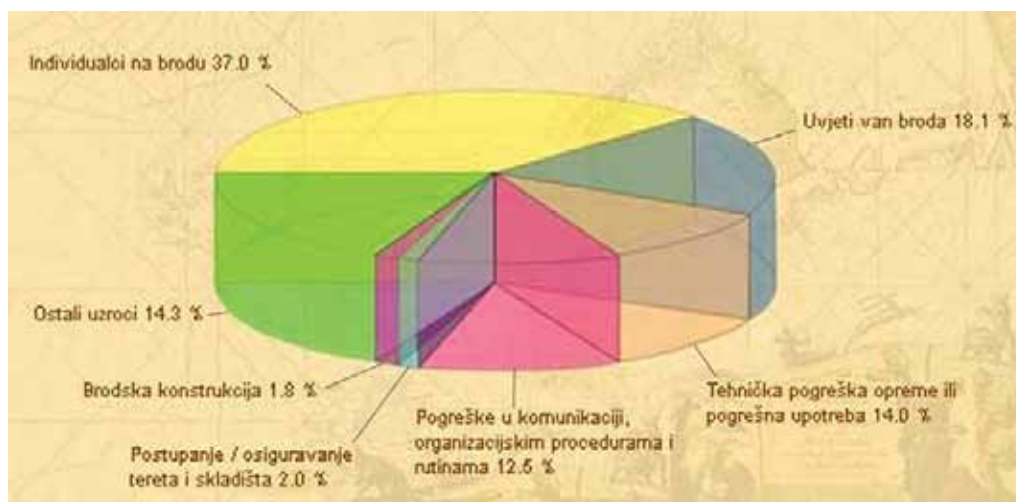 Individualci na brodu 37.0 %
Uvjeti van broda 18.1 %
Ostali uzroci 14.3 %
Brodska konstrukcija 1.8 %
Postupanje / osiguravanje
tereta i skladišta 2.0 %
Pogreške u komunikaciji,
organizacijskim procedurama i
rutinama 12.5 %
Tehnička pogreška opreme ili
pogrešna upotreba 14.0 %